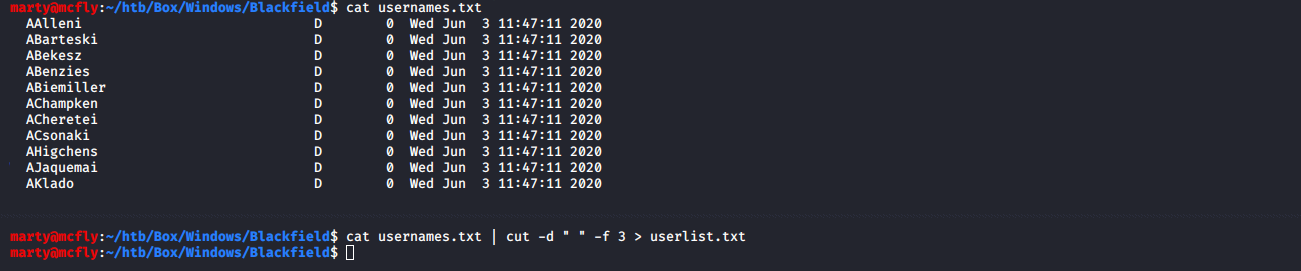 marty@mcfly:~/htb/Box/Windows/Blackfield$ cat usernames.txt
  AAlleni                             D        0  Wed Jun  3 11:47:11 2020
  ABarteski                           D        0  Wed Jun  3 11:47:11 2020
  ABekesz                             D        0  Wed Jun  3 11:47:11 2020
  ABenzies                            D        0  Wed Jun  3 11:47:11 2020
  ABiemiller                          D        0  Wed Jun  3 11:47:11 2020
  AChampken                           D        0  Wed Jun  3 11:47:11 2020
  ACheretei                           D        0  Wed Jun  3 11:47:11 2020
  ACsonaki                            D        0  Wed Jun  3 11:47:11 2020
  AHigchens                           D        0  Wed Jun  3 11:47:11 2020
  AJaquemai                           D        0  Wed Jun  3 11:47:11 2020
  AKlado                              D        0  Wed Jun  3 11:47:11 2020
marty@mcfly:~/htb/Box/Windows/Blackfield$ cat usernames.txt | cut -d " " -f 3 > userlist.txt
marty@mcfly:~/htb/Box/Windows/Blackfield$